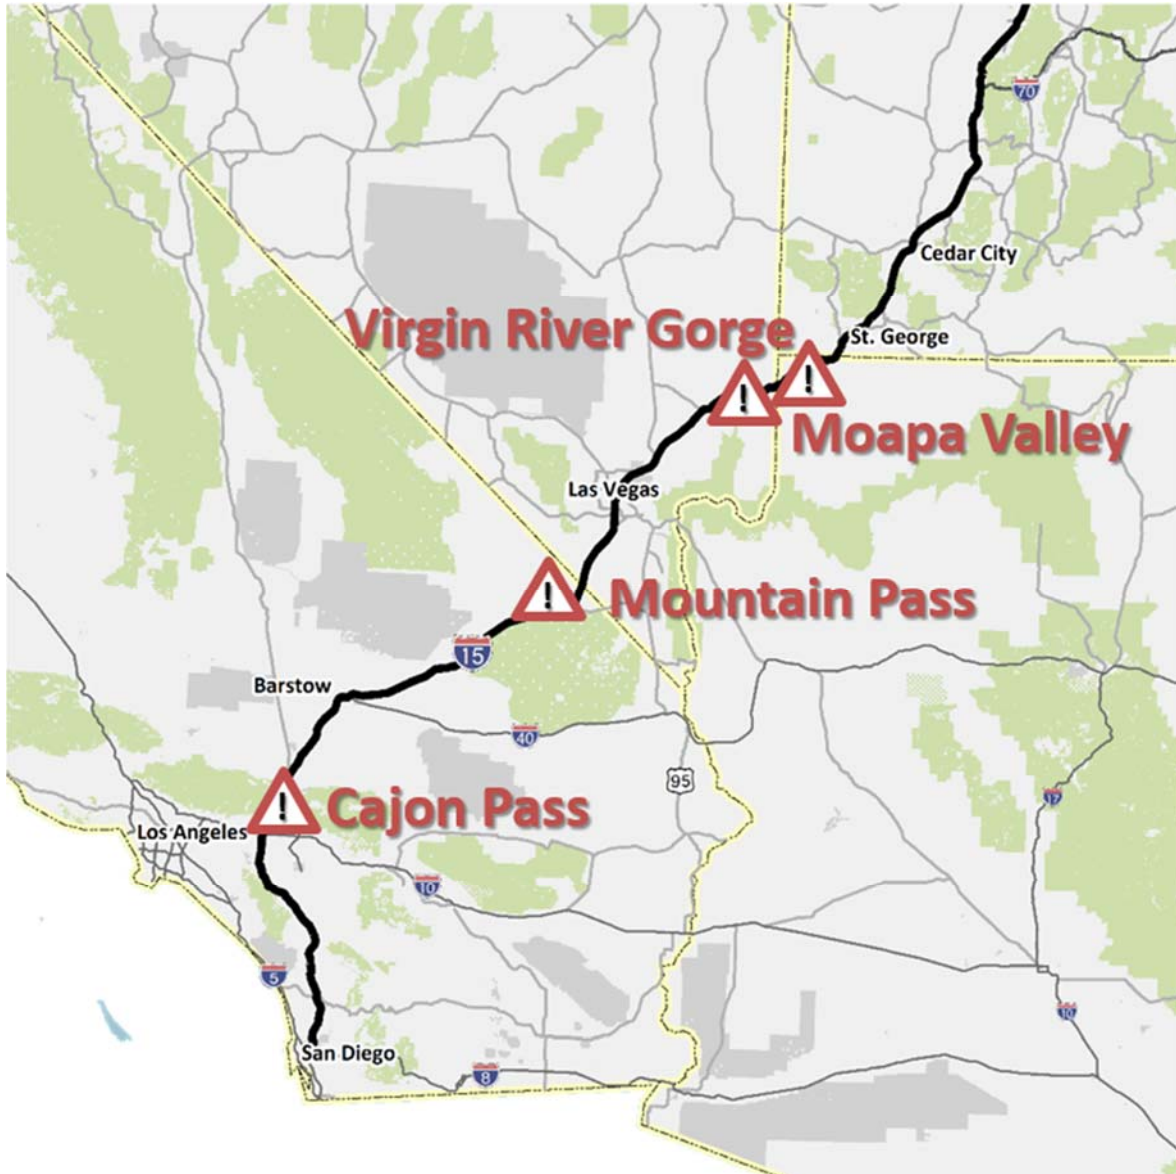 70
Cedar City
Virgin River Gorge
St. George
!
!
Moapa Valley
Las Vegas
!
Mountain Pass
15
Barstow
40
95
!
Cajon Pass
17
Los Angeles
10
5
10
San Diego
8